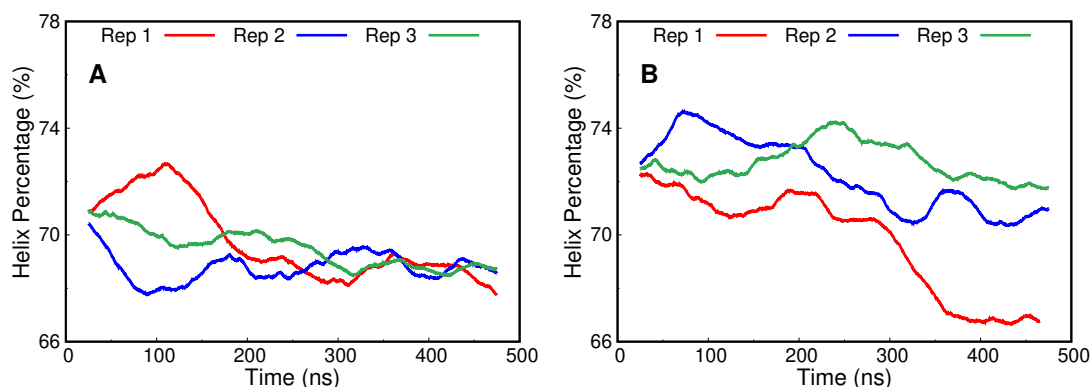 78
Rep 1 Rep 2 Rep 3
A
74
70
66
0 100 200 300 400 500
Time (ns)
Helix Percentage (%)
78
Rep 1 Rep 2 Rep 3
B
74
70
66
0 100 200 300 400 500
Time (ns)
Helix Percentage (%)